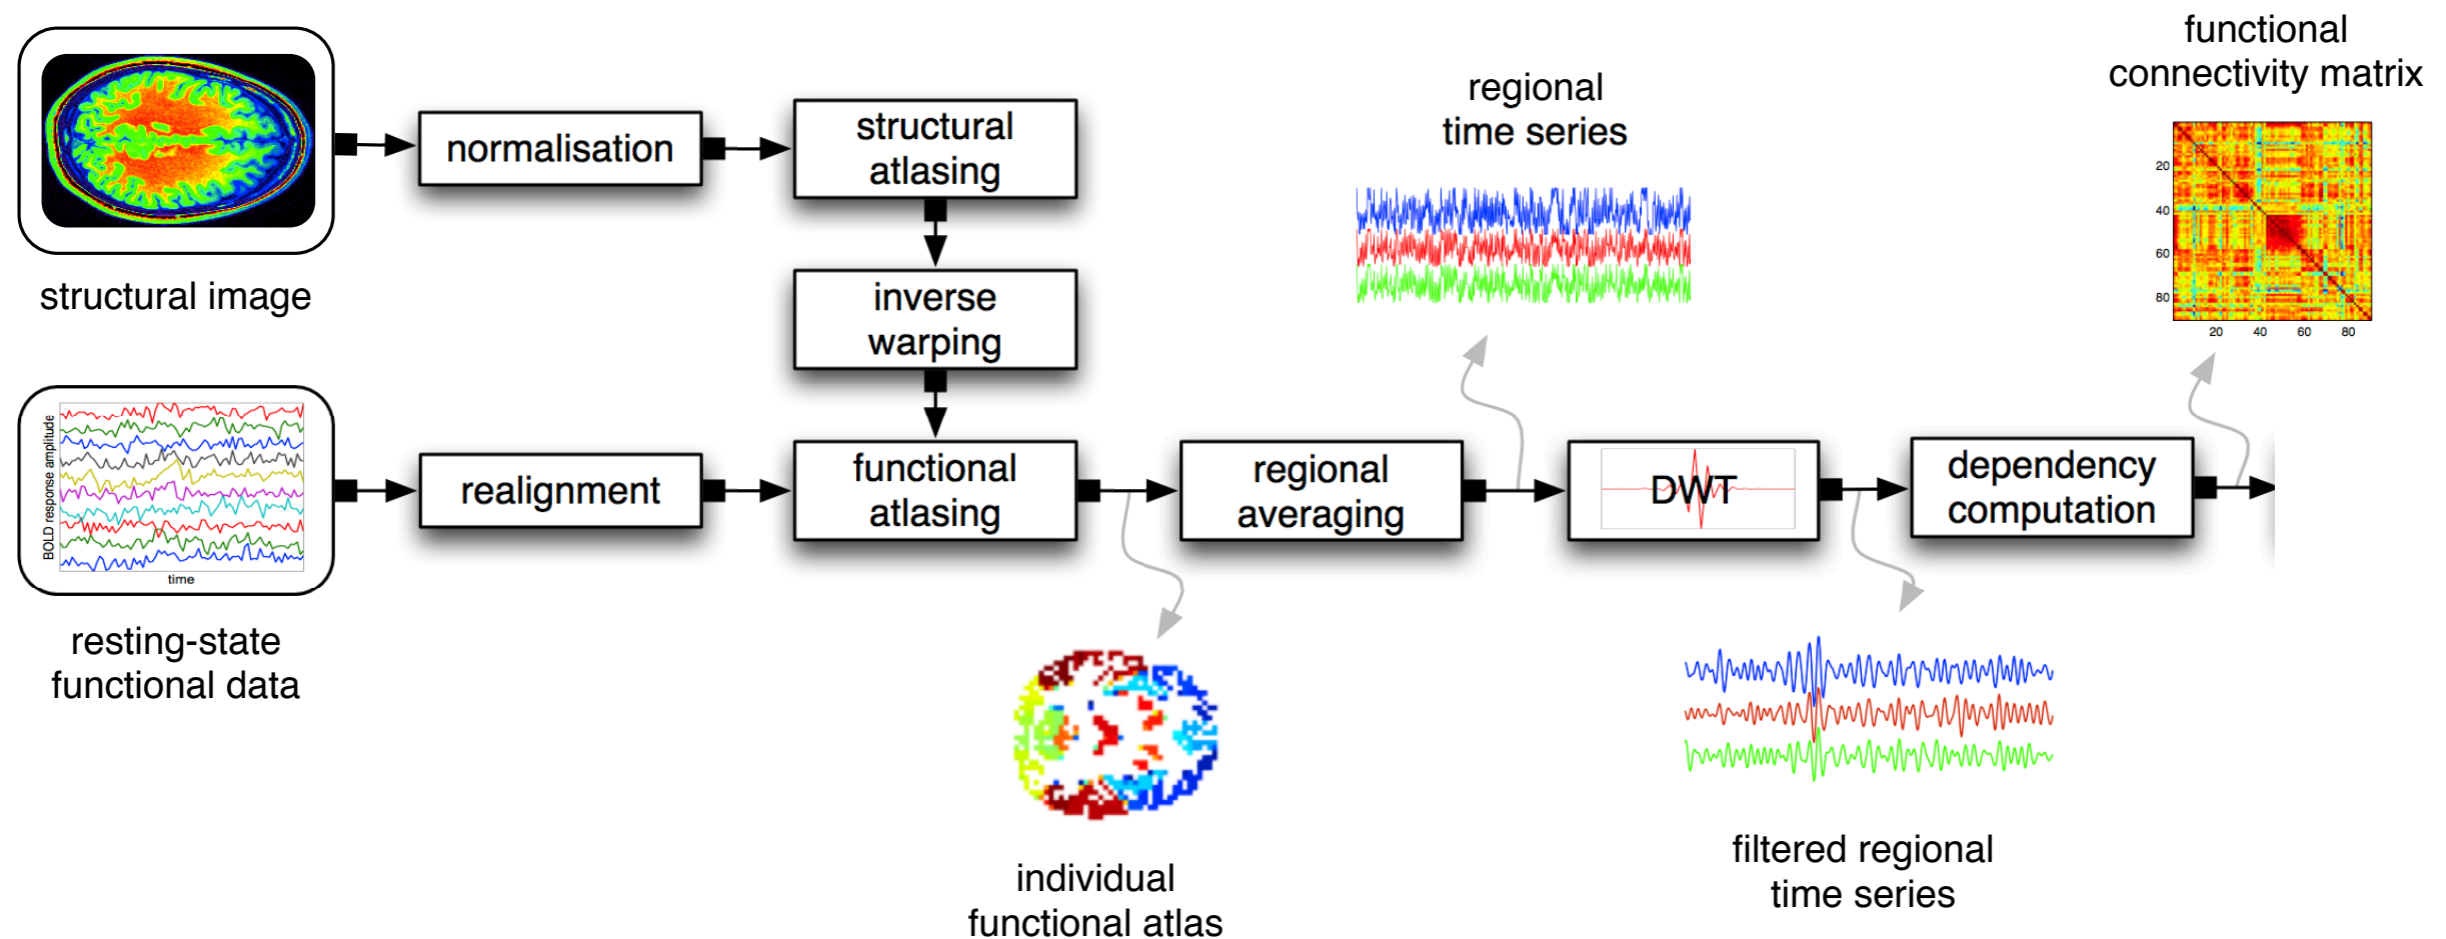 functional
connectivity matrix
regional
time series
structural
atlasing
normalisation
20
40
60
80
20 40 60 80
structural image
inverse
warping
BOLD response amplitude
time
realignment
functional
atlasing
regional
averaging
DWT
dependency
computation
resting-state
functional data
individual
functional atlas
filtered regional
time series